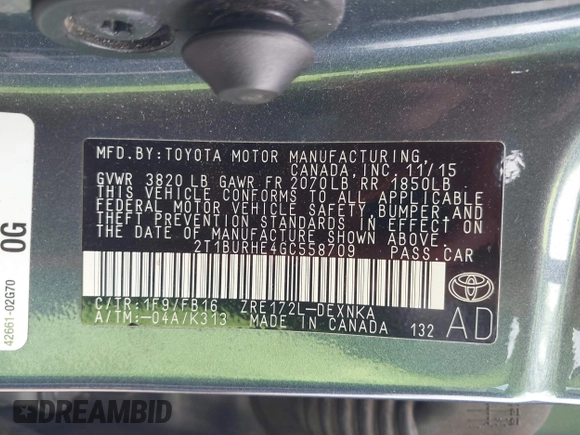 MFD. BY: TOYOTA MOTOR MANUFACTURING,
CANADA, INC. 11/15
GVWR 3820 LB GAWR FR 2070LB RR 1850LB
THIS VEHICLE CONFORMS TO ALL APPLICABLE
FEDERAL MOTOR VEHICLE SAFETY, BUMPER, AND
THEFT PREVENTION STANDARDS IN EFFECT ON
THE DATE OF MANUFACTURE SHOWN ABOVE.
2T1BURHE4GC558709 PASS. CAR
C/TR: 1F9/FB16 ZRE172L-DEXNKA
A/TM: -04A/K313 MADE IN CANADA 132
AD
0G
42661-02G70
DREAMBID